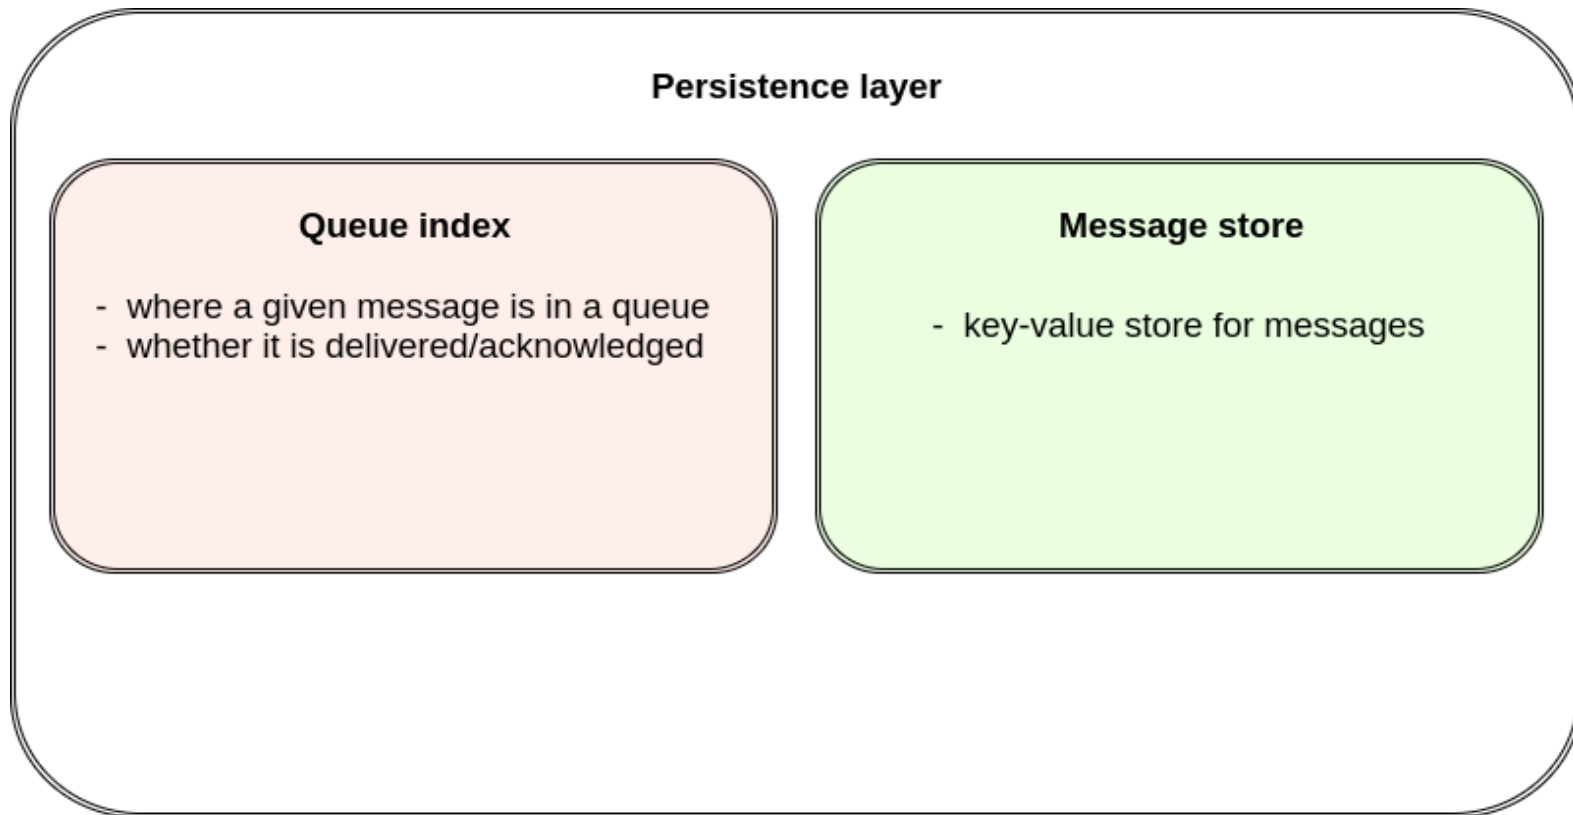 Persistence layer
Queue index
- where a given message is in a queue
- whether it is delivered/acknowledged
Message store
- key-value store for messages